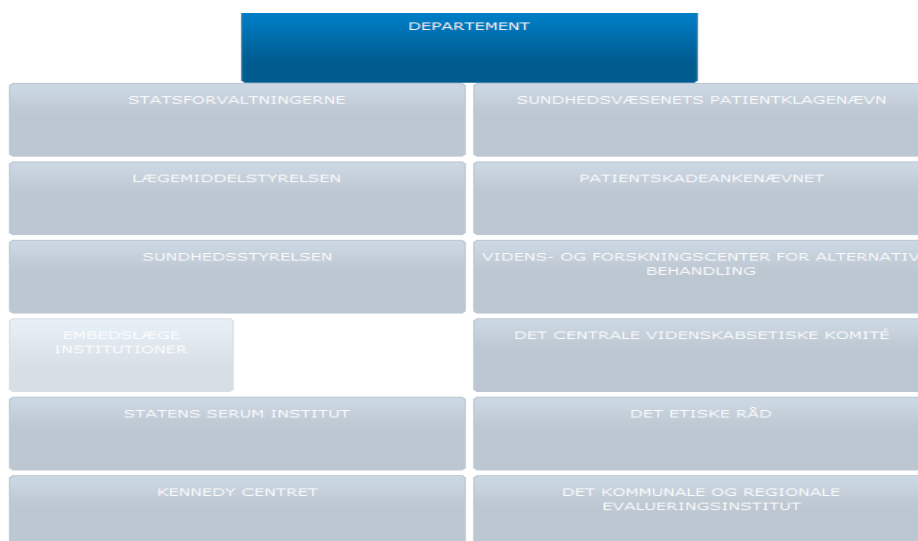 DEPARTEMENT
STATSFORVALTNINGERNE
SUNDHEDSVÆSENETS PATIENTKLAGENÆVN
LÆGEMIDDELSTYRELSEN
PATIENTSKADEANKENÆVNET
SUNDHEDSSTYRELSEN
VIDENS- OG FORSKNINGSCENTER FOR ALTERNATIV
BEHANDLING
EMBEDSLÆGE
INSTITUTIONER
DET CENTRALE VIDENSKABSETISKE KOMITÉ
STATENS SERUM INSTITUT
DET ETISKE RÅD
KENNEDY CENTRET
DET KOMMUNALE OG REGIONALE
EVALUERINGSINSTITUT